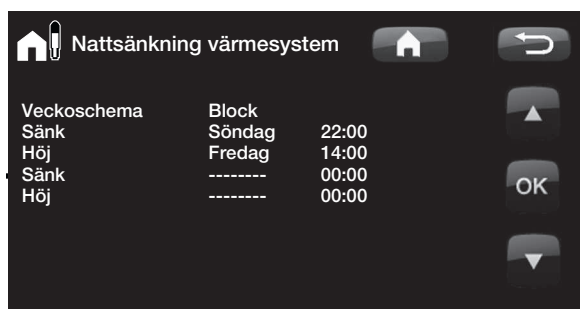 Nattsänkning värmesystem
Veckoschema Block
Sänk Söndag 22:00
Höj Fredag 14:00
Sänk -------- 00:00
Höj -------- 00:00
OK